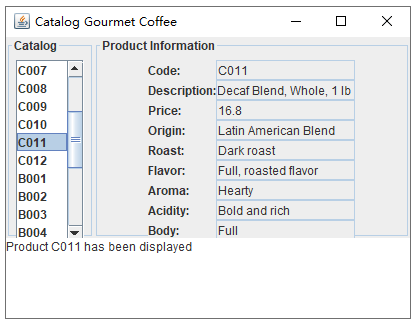 Catalog Gourmet Coffee
Catalog
C007
C008
C009
C010
C011
C012
B001
B002
B003
B004
Product Information
Code: C011
Description: Decaf Blend, Whole, 1 lb
Price: 16.8
Origin: Latin American Blend
Roast: Dark roast
Flavor: Full, roasted flavor
Aroma: Hearty
Acidity: Bold and rich
Body: Full
Product C011 has been displayed